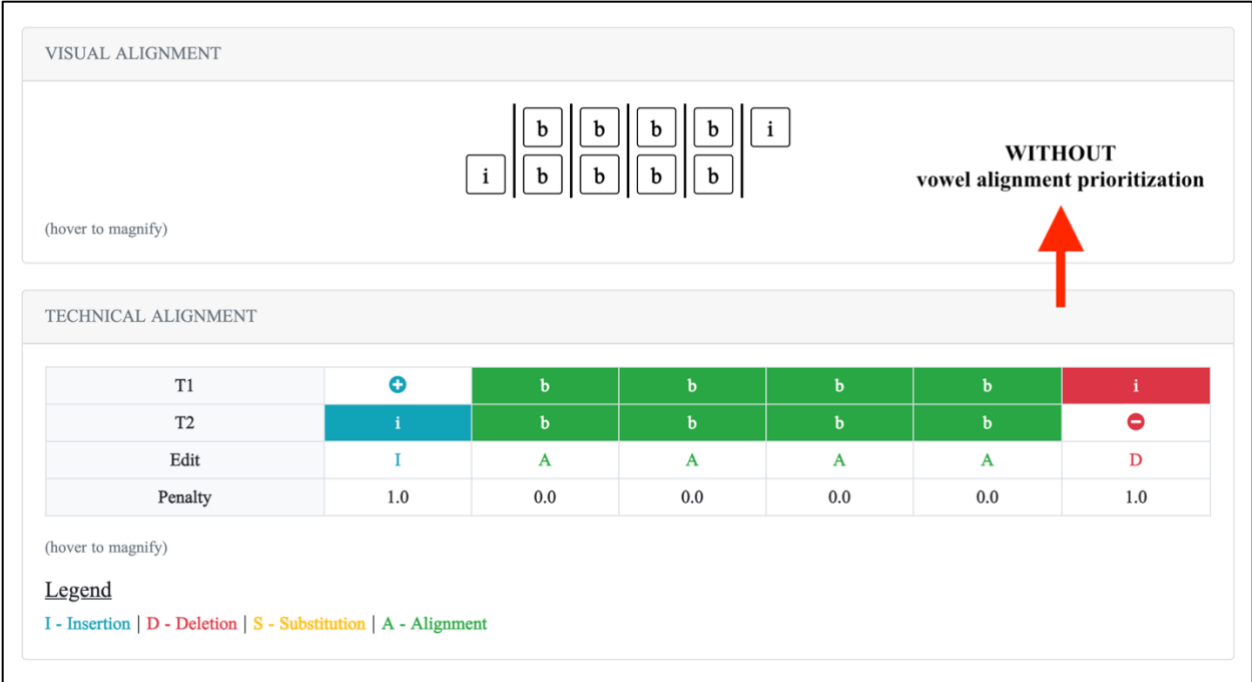 VISUAL ALIGNMENT
b b b b i
i b b b b
WITHOUT
vowel alignment prioritization
(hover to magnify)
TECHNICAL ALIGNMENT
T1 + b b b b i
T2 i b b b b −
Edit I A A A A D
Penalty 1.0 0.0 0.0 0.0 0.0 1.0
(hover to magnify)
Legend
I - Insertion | D - Deletion | S - Substitution | A - Alignment